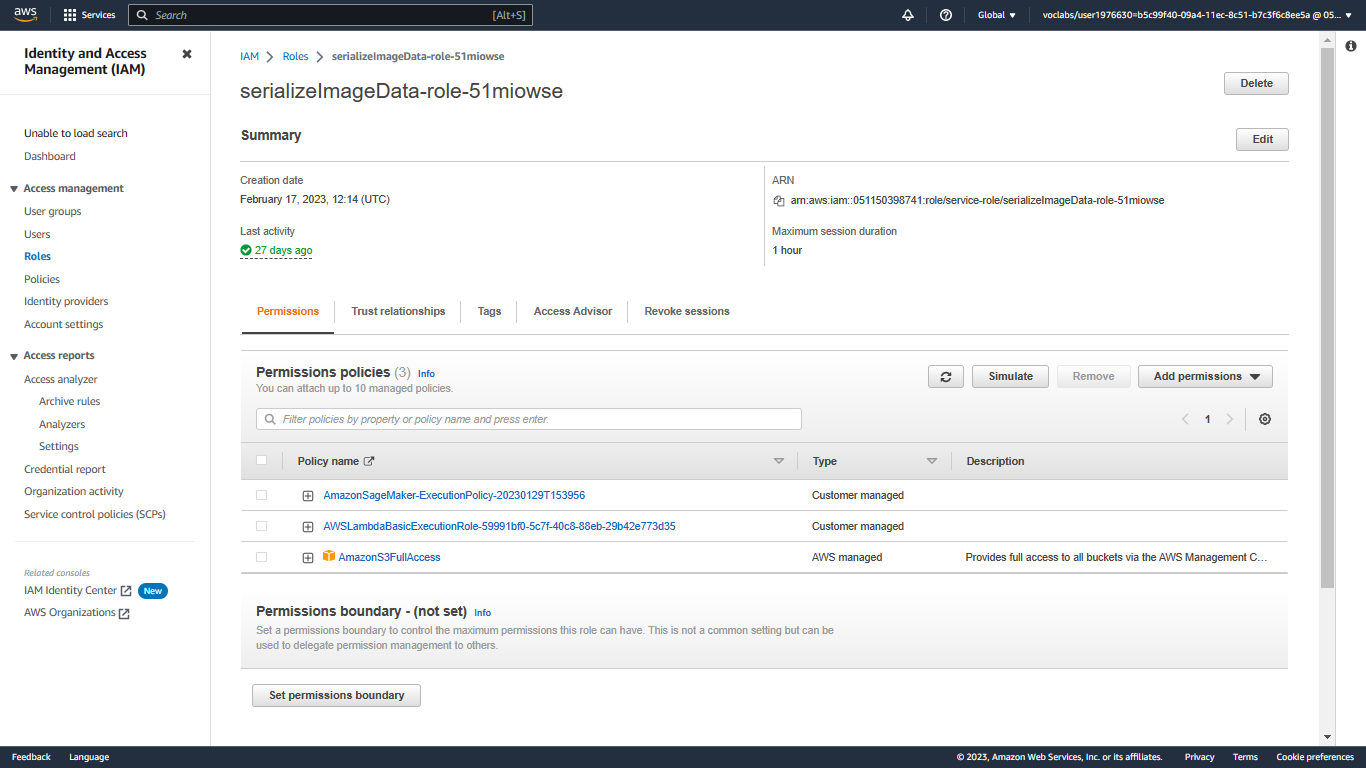 aws
Services
Search
[Alt+S]
Global
voclabs/user1976630=b5c99f40-09a4-11ec-8c51-b7c3f6c8ee5a @ 05...
Identity and Access
Management (IAM)
Unable to load search
Dashboard
Access management
User groups
Users
Roles
Policies
Identity providers
Account settings
Access reports
Access analyzer
Archive rules
Analyzers
Settings
Credential report
Organization activity
Service control policies (SCPs)
Related consoles
IAM Identity Center
New
AWS Organizations
IAM
Roles
serializeImageData-role-51miowse
serializeImageData-role-51miowse
Delete
Summary
Edit
Creation date
February 17, 2023, 12:14 (UTC)
Last activity
27 days ago
ARN
arn:aws:iam::051150398741:role/service-role/serializeImageData-role-51miowse
Maximum session duration
1 hour
Permissions
Trust relationships
Tags
Access Advisor
Revoke sessions
Permissions policies (3) Info
You can attach up to 10 managed policies.
Simulate
Remove
Add permissions
Filter policies by property or policy name and press enter.
1
Policy name
Type
Description
AmazonSageMaker-ExecutionPolicy-20230129T153956
Customer managed
AWSLambdaBasicExecutionRole-59991bf0-5c7f-40c8-88eb-29b42e773d35
Customer managed
AmazonS3FullAccess
AWS managed
Provides full access to all buckets via the AWS Management C...
Permissions boundary - (not set) Info
Set a permissions boundary to control the maximum permissions this role can have. This is not a common setting but can be
used to delegate permission management to others.
Set permissions boundary
Feedback
Language
© 2023, Amazon Web Services, Inc. or its affiliates.
Privacy
Terms
Cookie preferences